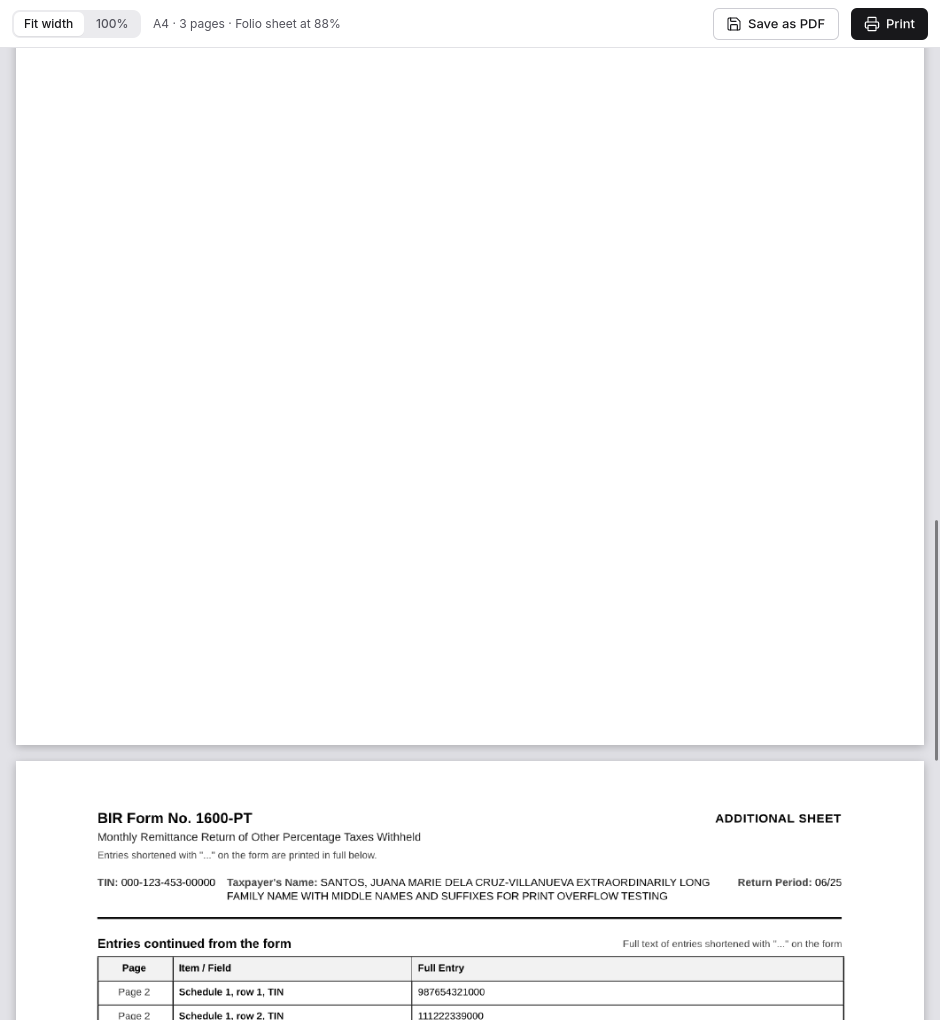 Fit width 100% A4 · 3 pages · Folio sheet at 88% Save as PDF Print
BIR Form No. 1600-PT ADDITIONAL SHEET
Monthly Remittance Return of Other Percentage Taxes Withheld
Entries shortened with "..." on the form are printed in full below.
TIN: 000-123-453-00000 Taxpayer's Name: SANTOS, JUANA MARIE DELA CRUZ-VILLANUEVA EXTRAORDINARILY LONG Return Period: 06/25
FAMILY NAME WITH MIDDLE NAMES AND SUFFIXES FOR PRINT OVERFLOW TESTING
Entries continued from the form Full text of entries shortened with "..." on the form
Page Item / Field Full Entry
Page 2 Schedule 1, row 1, TIN 987654321000
Page 2 Schedule 1, row 2, TIN 111222339000